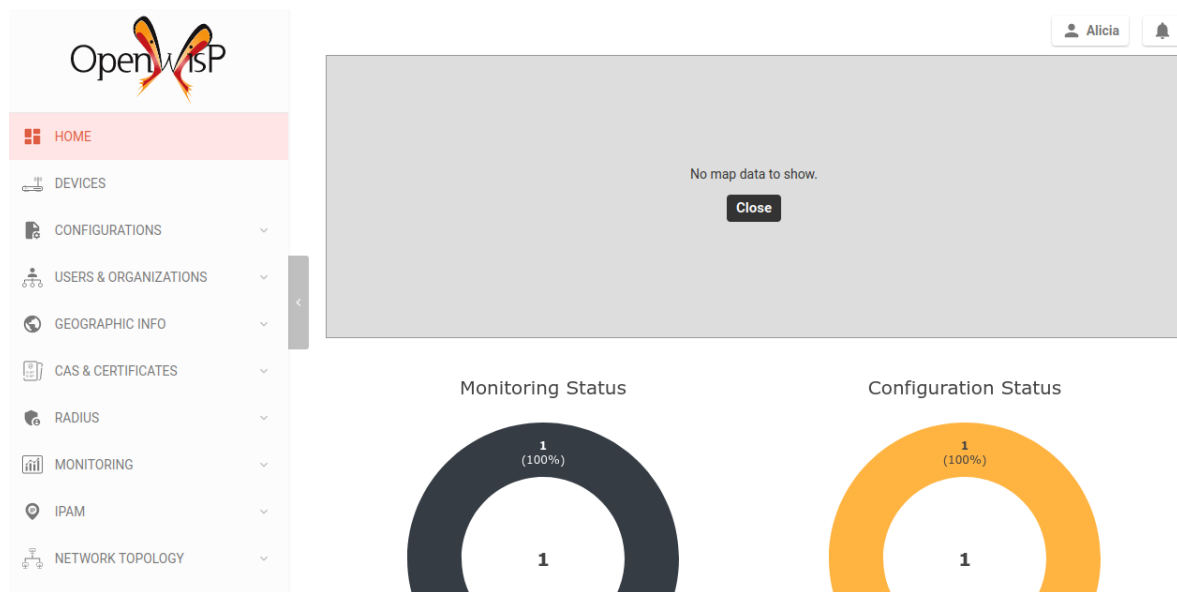 OpenWISP
Alicia
HOME
DEVICES
CONFIGURATIONS
USERS & ORGANIZATIONS
GEOGRAPHIC INFO
CAS & CERTIFICATES
RADIUS
MONITORING
IPAM
NETWORK TOPOLOGY
No map data to show.
Close
Monitoring Status
1
(100%)
1
Configuration Status
1
(100%)
1